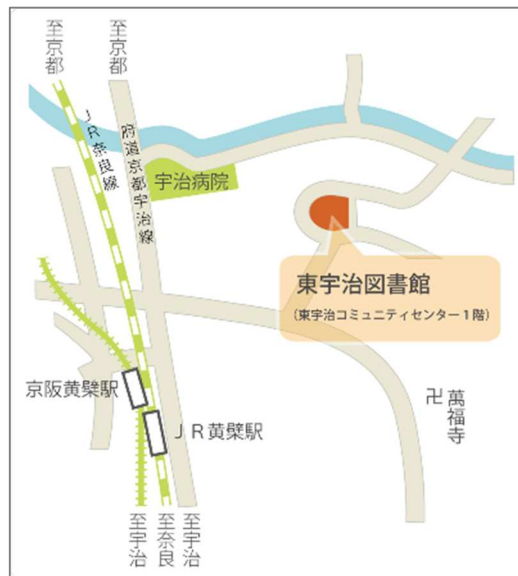 至京都
至京都
JR奈良線
府道京都宇治線
宇治病院
東宇治図書館
（東宇治コミュニティセンター1階）
京阪黄檗駅
JR黄檗駅
卍萬福寺
至宇治
至奈良
至宇治